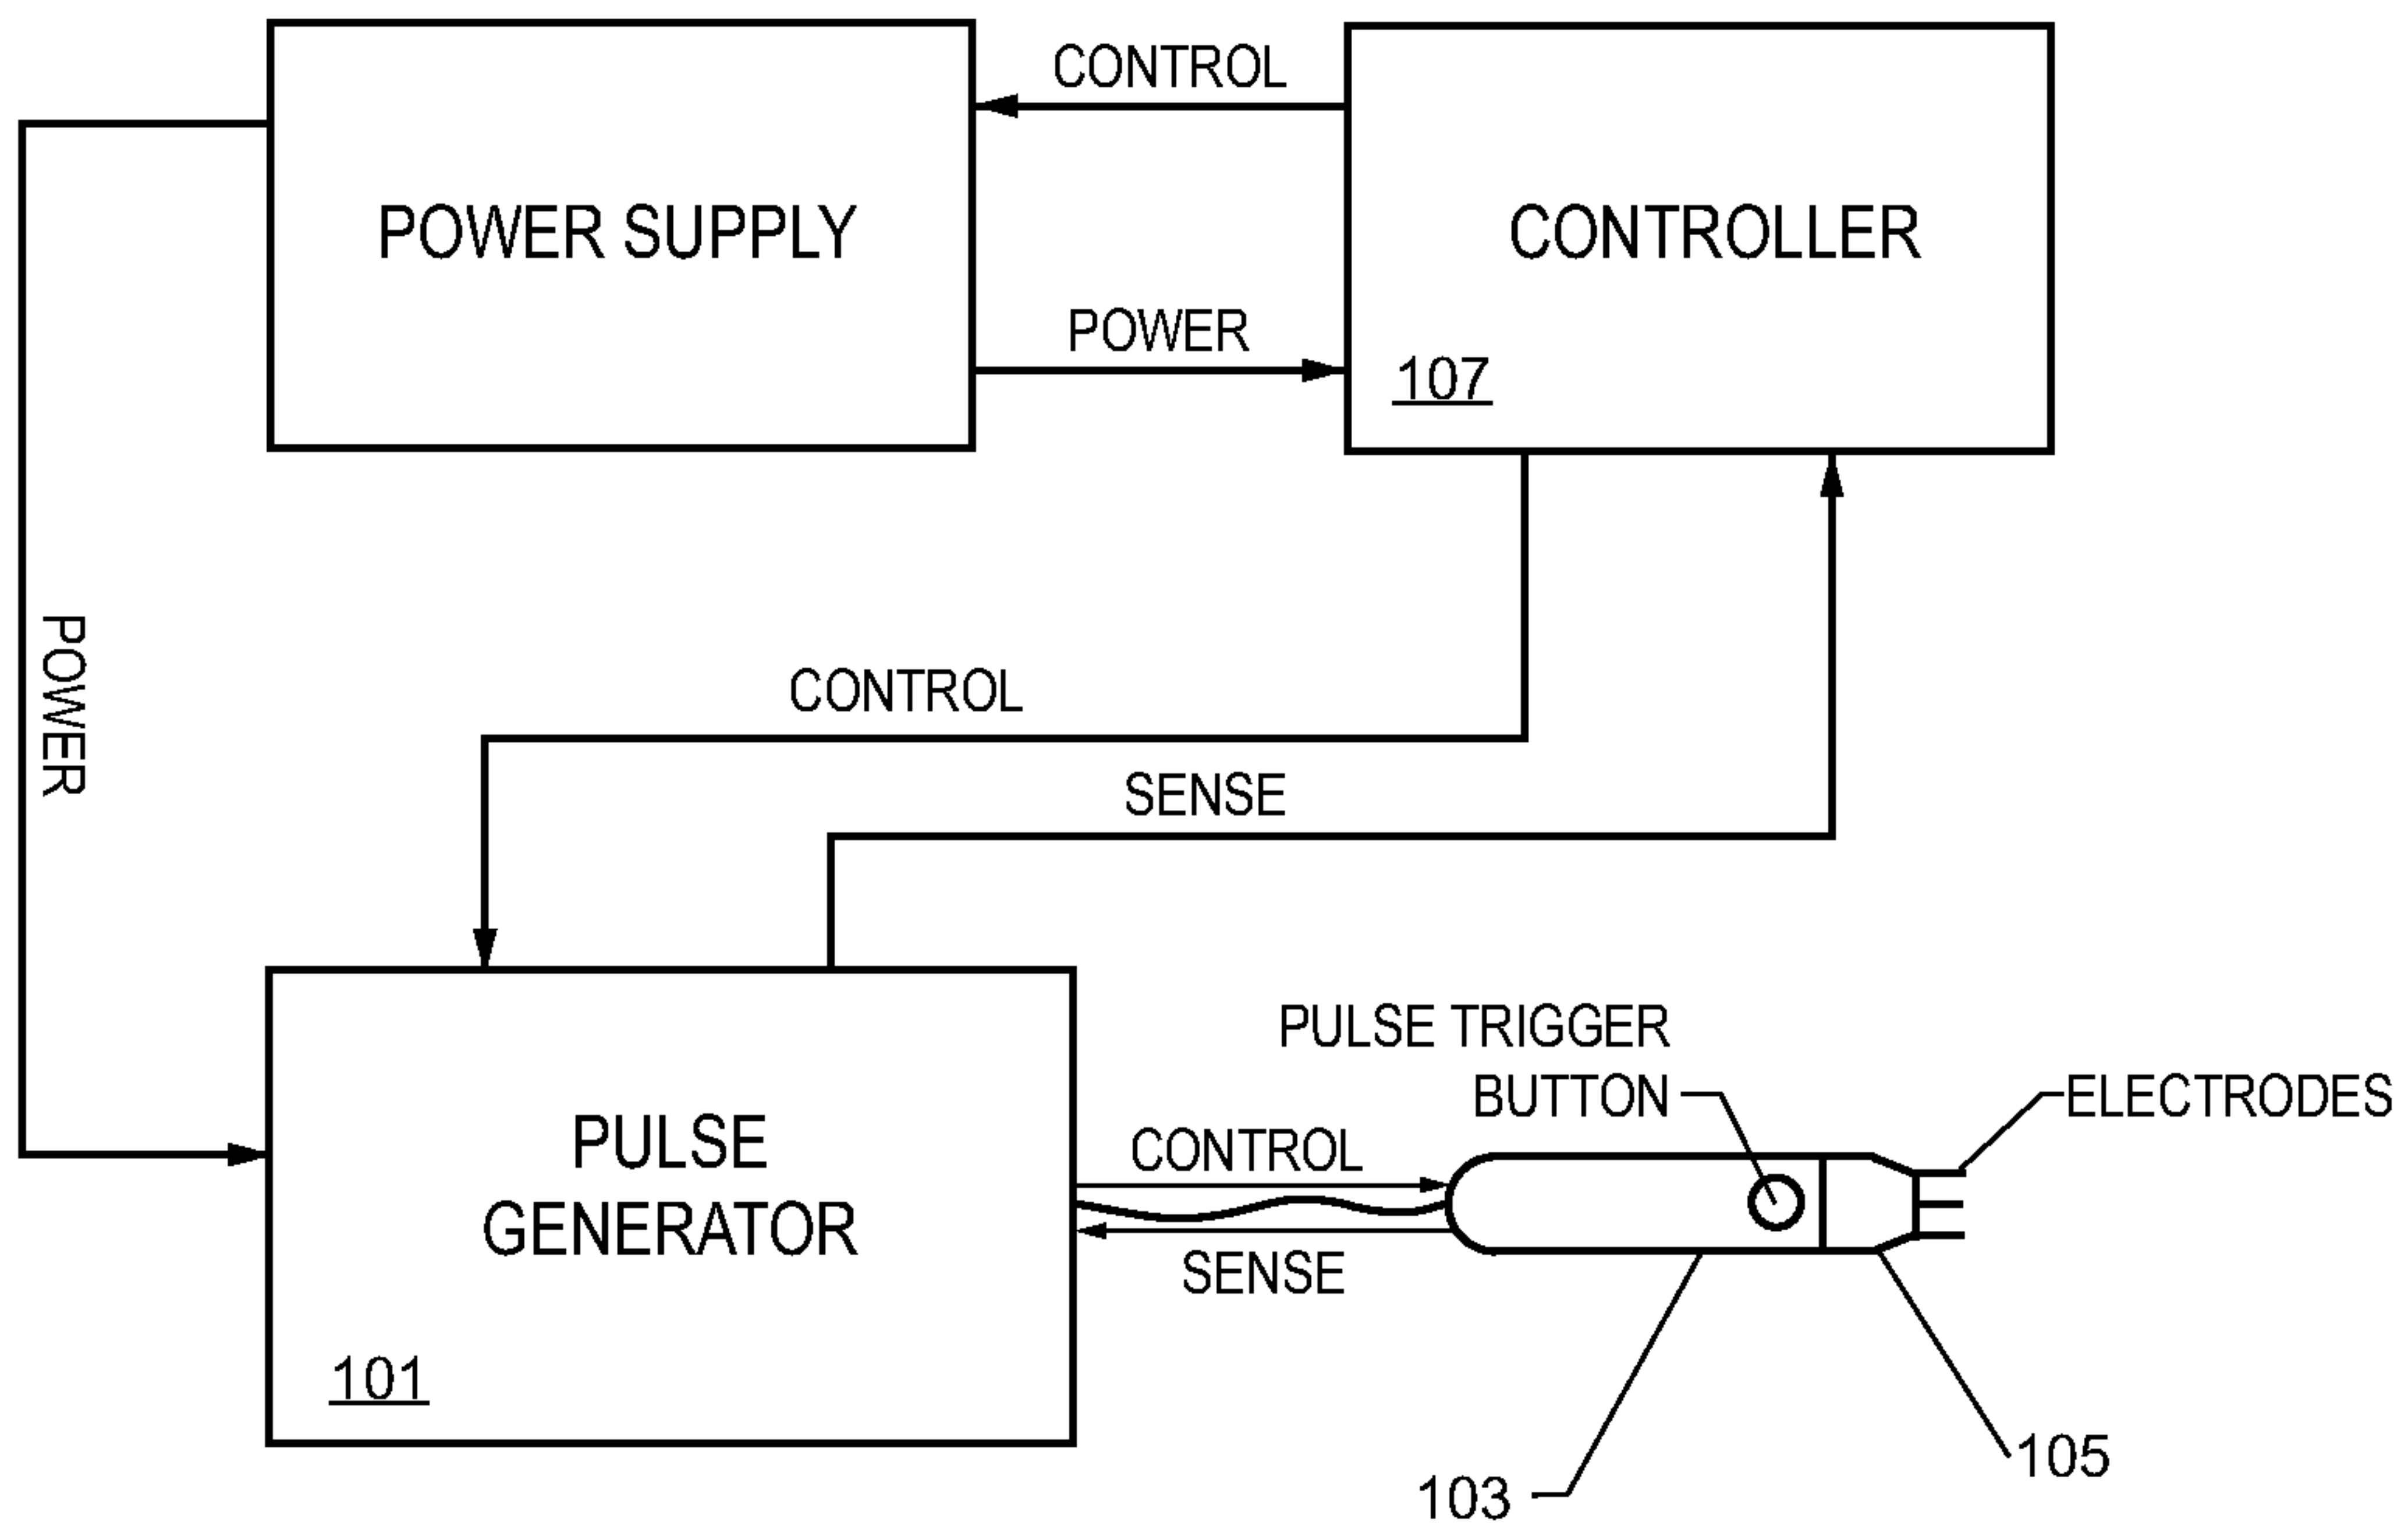 CONTROL
POWER SUPPLY
CONTROLLER
POWER
107
POWER
CONTROL
SENSE
PULSE TRIGGER
BUTTON
ELECTRODES
PULSE
GENERATOR
CONTROL
SENSE
101
103
105